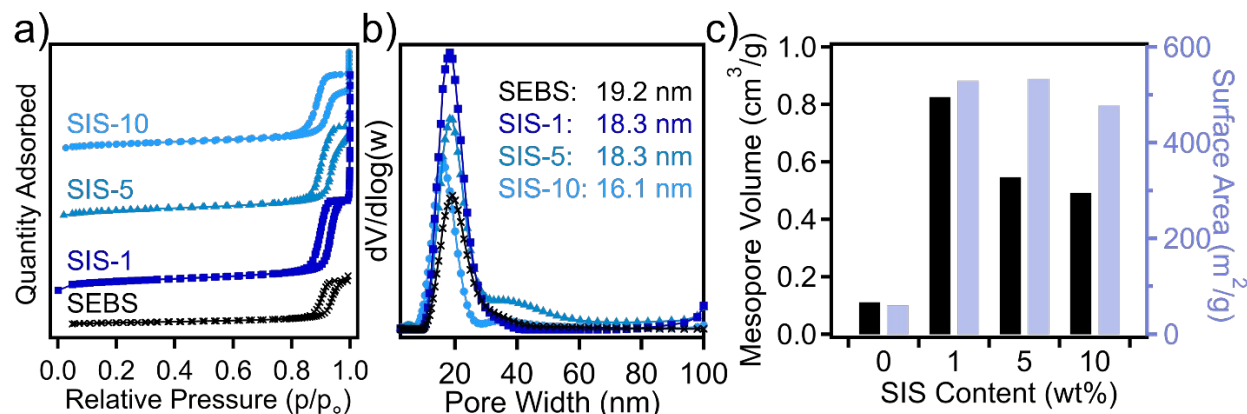 a)
Quantity Adsorbed
SIS-10
SIS-5
SIS-1
SEBS
0.0 0.2 0.4 0.6 0.8 1.0
Relative Pressure (p/p₀)
b)
dV/dlog(w)
SEBS: 19.2 nm
SIS-1: 18.3 nm
SIS-5: 18.3 nm
SIS-10: 16.1 nm
20 40 60 80 100
Pore Width (nm)
c)
Mesopore Volume (cm³/g)
1.0
0.8
0.6
0.4
0.2
0.0
0 1 5 10
SIS Content (wt%)
600
400
200
0
Surface Area (m²/g)